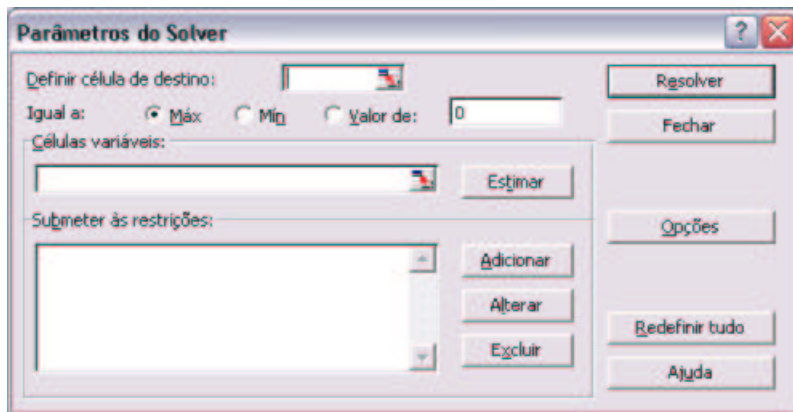 Parâmetros do Solver
Definir célula de destino:
Resolver
Igual a: Máx Mín Valor de: 0
Fechar
Células variáveis:
Estimar
Submeter às restrições:
Opções
Adicionar
Alterar
Redefinir tudo
Excluir
Ajuda